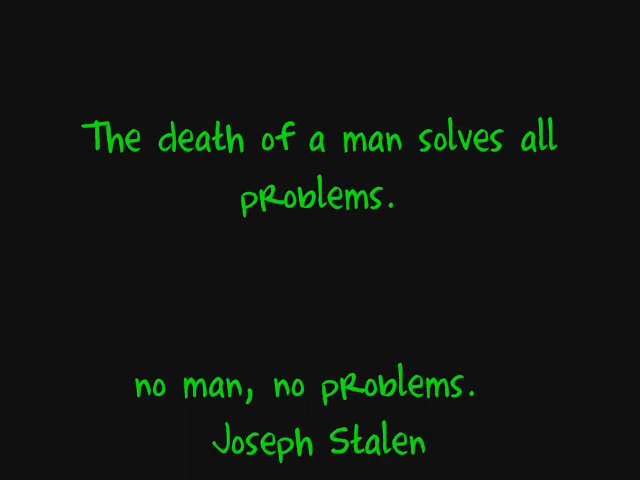 The death of a man solves all
problems.
no man, no problems.
Joseph Stalen